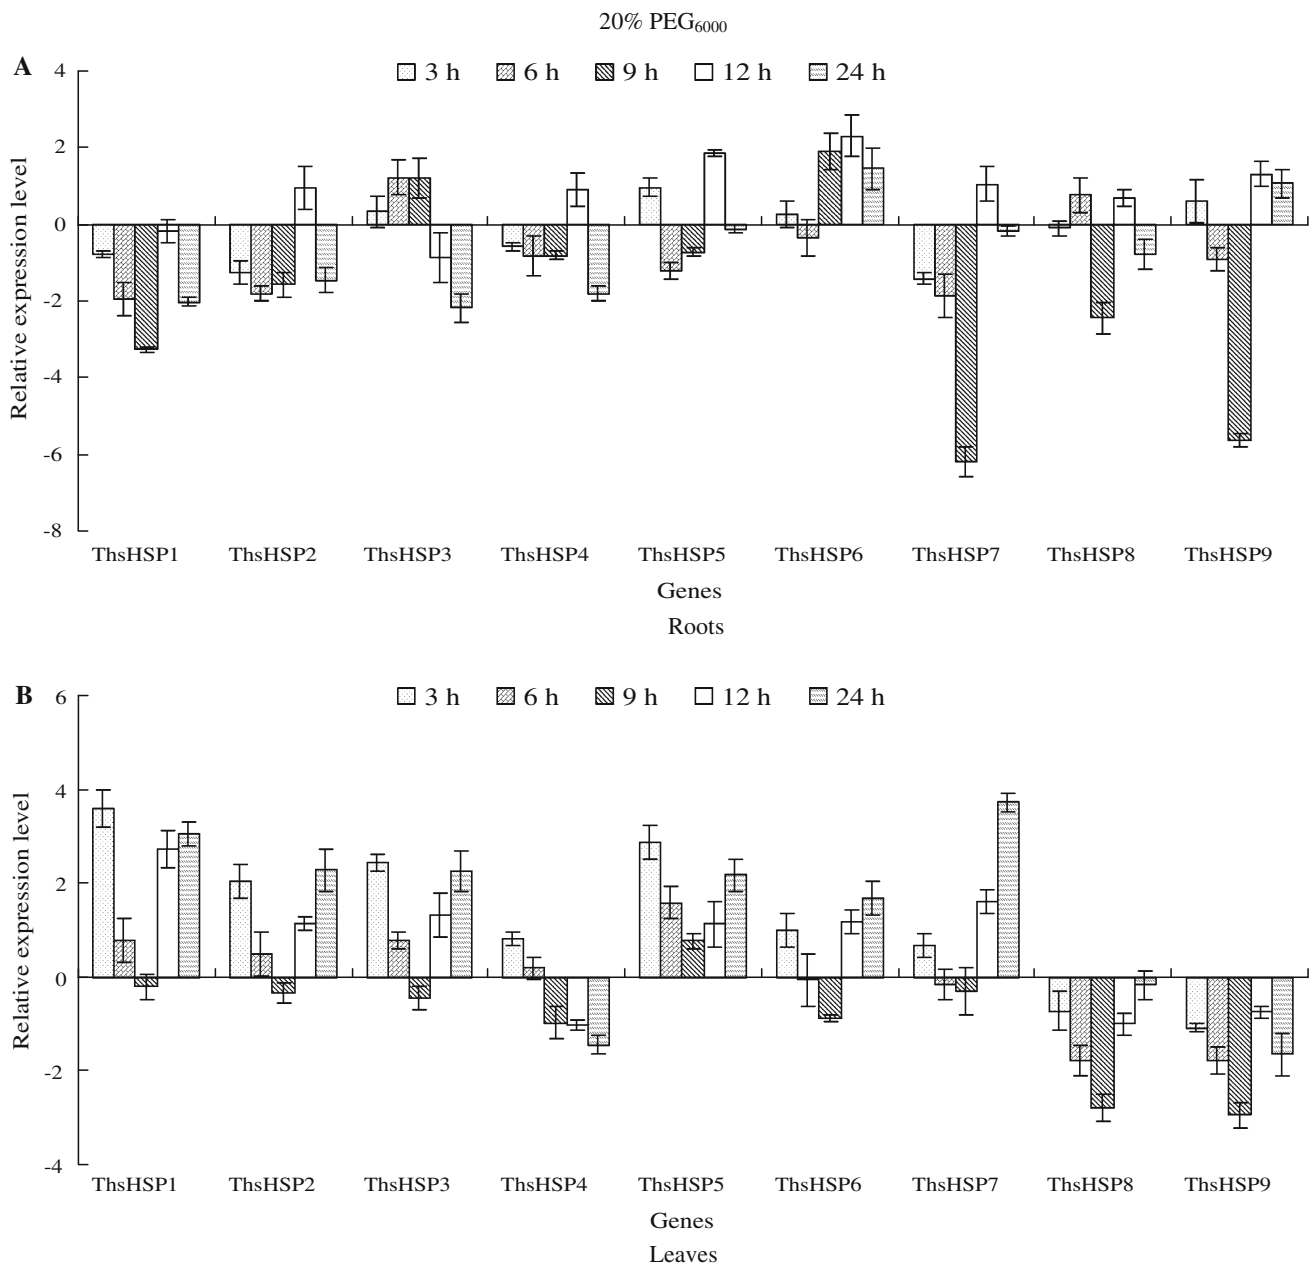 20% PEG6000
A
3 h 6 h 9 h 12 h 24 h
Relative expression level
4
2
0
-2
-4
-6
-8
ThsHSP1 ThsHSP2 ThsHSP3 ThsHSP4 ThsHSP5 ThsHSP6 ThsHSP7 ThsHSP8 ThsHSP9
Genes
Roots
B
3 h 6 h 9 h 12 h 24 h
Relative expression level
6
4
2
0
-2
-4
ThsHSP1 ThsHSP2 ThsHSP3 ThsHSP4 ThsHSP5 ThsHSP6 ThsHSP7 ThsHSP8 ThsHSP9
Genes
Leaves